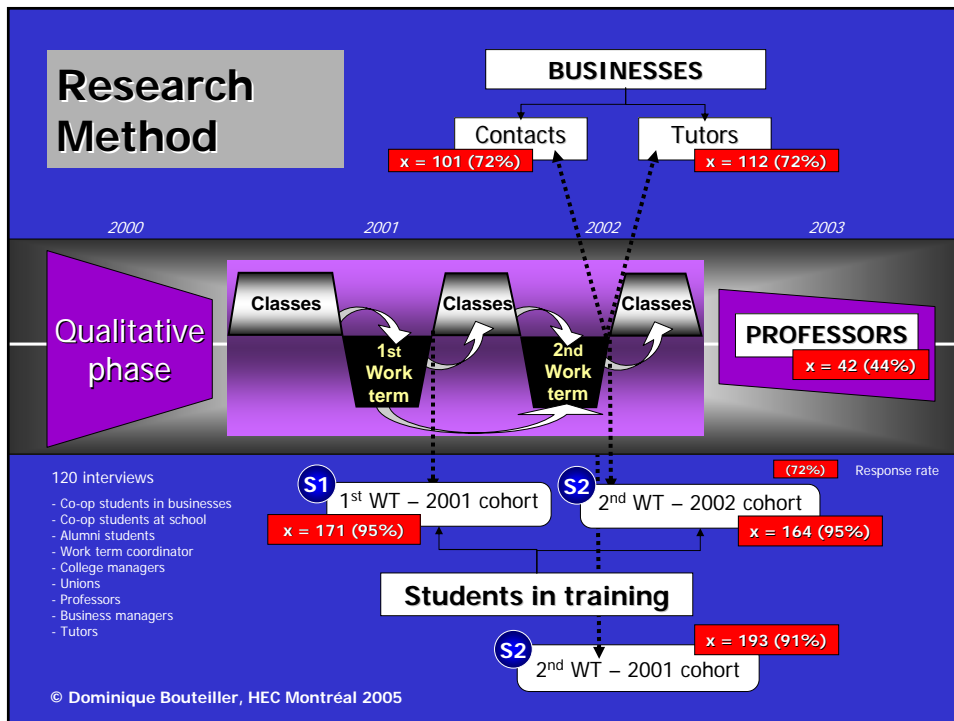 Research
Method
BUSINESSES
Contacts
Tutors
x = 101 (72%)
x = 112 (72%)
2000
2001
2002
2003
Qualitative
phase
Classes
Classes
Classes
1st
Work
term
2nd
Work
term
PROFESSORS
x = 42 (44%)
120 interviews
- Co-op students in businesses
- Co-op students at school
- Alumni students
- Work term coordinator
- College managers
- Unions
- Professors
- Business managers
- Tutors
(72%) Response rate
S1
1st WT – 2001 cohort
x = 171 (95%)
S2
2nd WT – 2002 cohort
x = 164 (95%)
Students in training
x = 193 (91%)
S2
2nd WT – 2001 cohort
© Dominique Bouteiller, HEC Montréal 2005